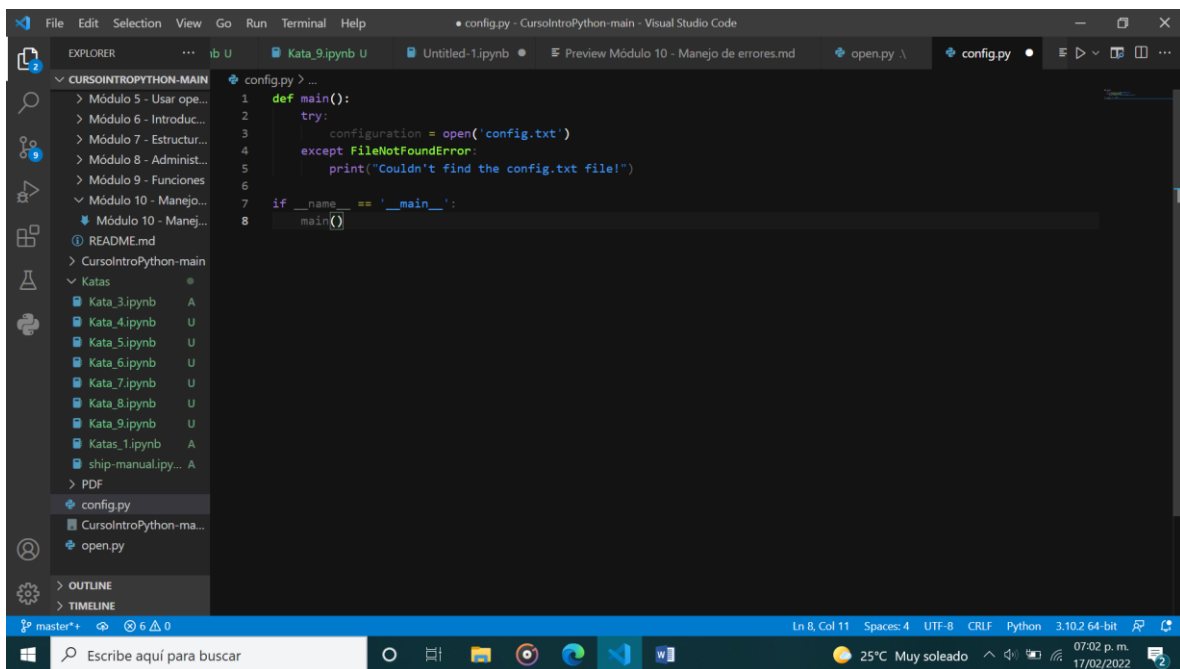 File Edit Selection View Go Run Terminal Help
● config.py - CursoIntroPython-main - Visual Studio Code
EXPLORER
nb U
Kata_9.ipynb U
Untitled-1.ipynb ●
Preview Módulo 10 - Manejo de errores.md
open.py .\
config.py ●
CURSOINTROPYTHON-MAIN
> Módulo 5 - Usar ope...
> Módulo 6 - Introduc...
> Módulo 7 - Estructur...
> Módulo 8 - Administ...
> Módulo 9 - Funciones
Módulo 10 - Manejo...
Módulo 10 - Manej...
README.md
> CursoIntroPython-main
Katas
Kata_3.ipynb A
Kata_4.ipynb U
Kata_5.ipynb U
Kata_6.ipynb U
Kata_7.ipynb U
Kata_8.ipynb U
Kata_9.ipynb U
Katas_1.ipynb A
ship-manual.ipy... A
> PDF
config.py
CursoIntroPython-ma...
open.py
> OUTLINE
> TIMELINE
2
9
config.py > ...
1 def main():
2     try:
3         configuration = open('config.txt')
4     except FileNotFoundError:
5         print("Couldn't find the config.txt file!")
6
7 if __name__ == '__main__':
8     main()
master*+ 6 0
Ln 8, Col 11 Spaces: 4 UTF-8 CRLF Python 3.10.2 64-bit
Escribe aquí para buscar
W
25°C Muy soleado
07:02 p. m.
17/02/2022
2